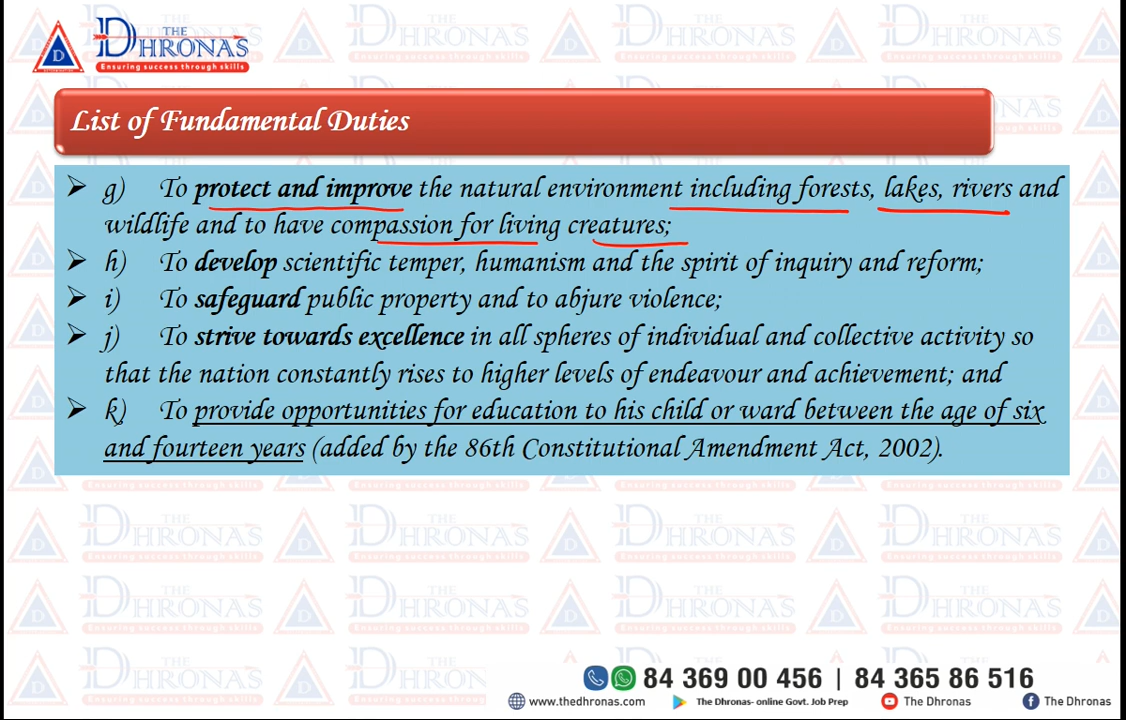 THE
DHRONAS
Ensuring success through skills
List of Fundamental Duties
➢ g) To protect and improve the natural environment including forests, lakes, rivers and
wildlife and to have compassion for living creatures;
➢ h) To develop scientific temper, humanism and the spirit of inquiry and reform;
➢ i) To safeguard public property and to abjure violence;
➢ j) To strive towards excellence in all spheres of individual and collective activity so
that the nation constantly rises to higher levels of endeavour and achievement; and
➢ k) To provide opportunities for education to his child or ward between the age of six
and fourteen years (added by the 86th Constitutional Amendment Act, 2002).
84 369 00 456 | 84 365 86 516
www.thedhronas.com The Dhronas- online Govt. Job Prep The Dhronas The Dhronas